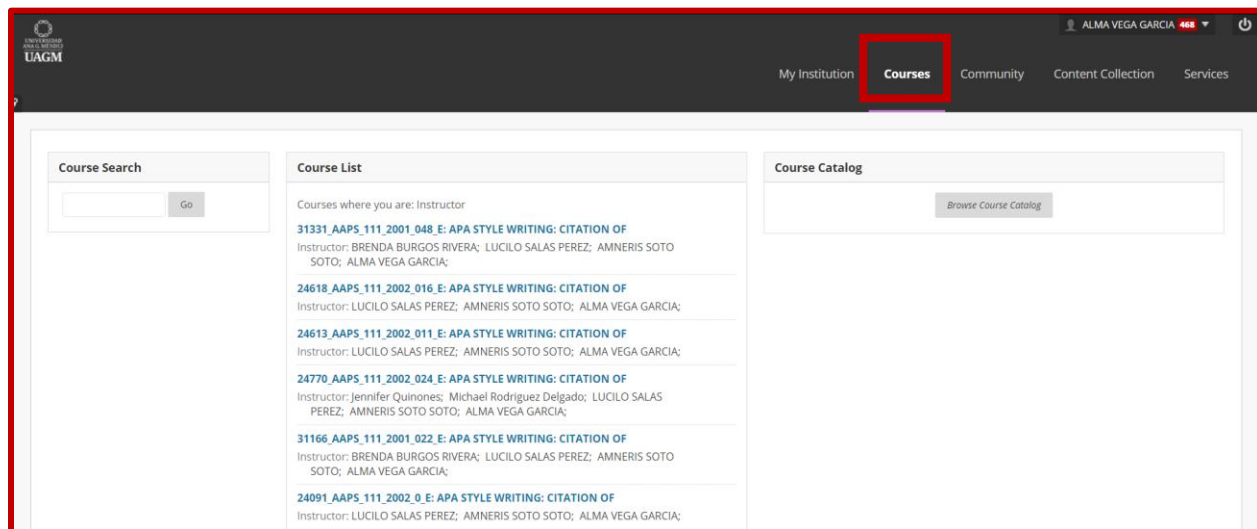 UNIVERSIDAD
ANA G. MÉNDEZ
UAGM
ALMA VEGA GARCIA 468
My Institution Courses Community Content Collection Services
Course Search
Go
Course List
Courses where you are: Instructor
31331_AAPS_111_2001_048_E: APA STYLE WRITING: CITATION OF
Instructor: BRENDA BURGOS RIVERA; LUCILO SALAS PEREZ; AMNERIS SOTO
SOTO; ALMA VEGA GARCIA;
24618_AAPS_111_2002_016_E: APA STYLE WRITING: CITATION OF
Instructor: LUCILO SALAS PEREZ; AMNERIS SOTO SOTO; ALMA VEGA GARCIA;
24613_AAPS_111_2002_011_E: APA STYLE WRITING: CITATION OF
Instructor: LUCILO SALAS PEREZ; AMNERIS SOTO SOTO; ALMA VEGA GARCIA;
24770_AAPS_111_2002_024_E: APA STYLE WRITING: CITATION OF
Instructor: Jennifer Quinones; Michael Rodriguez Delgado; LUCILO SALAS
PEREZ; AMNERIS SOTO SOTO; ALMA VEGA GARCIA;
31166_AAPS_111_2001_022_E: APA STYLE WRITING: CITATION OF
Instructor: BRENDA BURGOS RIVERA; LUCILO SALAS PEREZ; AMNERIS SOTO
SOTO; ALMA VEGA GARCIA;
24091_AAPS_111_2002_0_E: APA STYLE WRITING: CITATION OF
Instructor: LUCILO SALAS PEREZ; AMNERIS SOTO SOTO; ALMA VEGA GARCIA;
Course Catalog
Browse Course Catalog